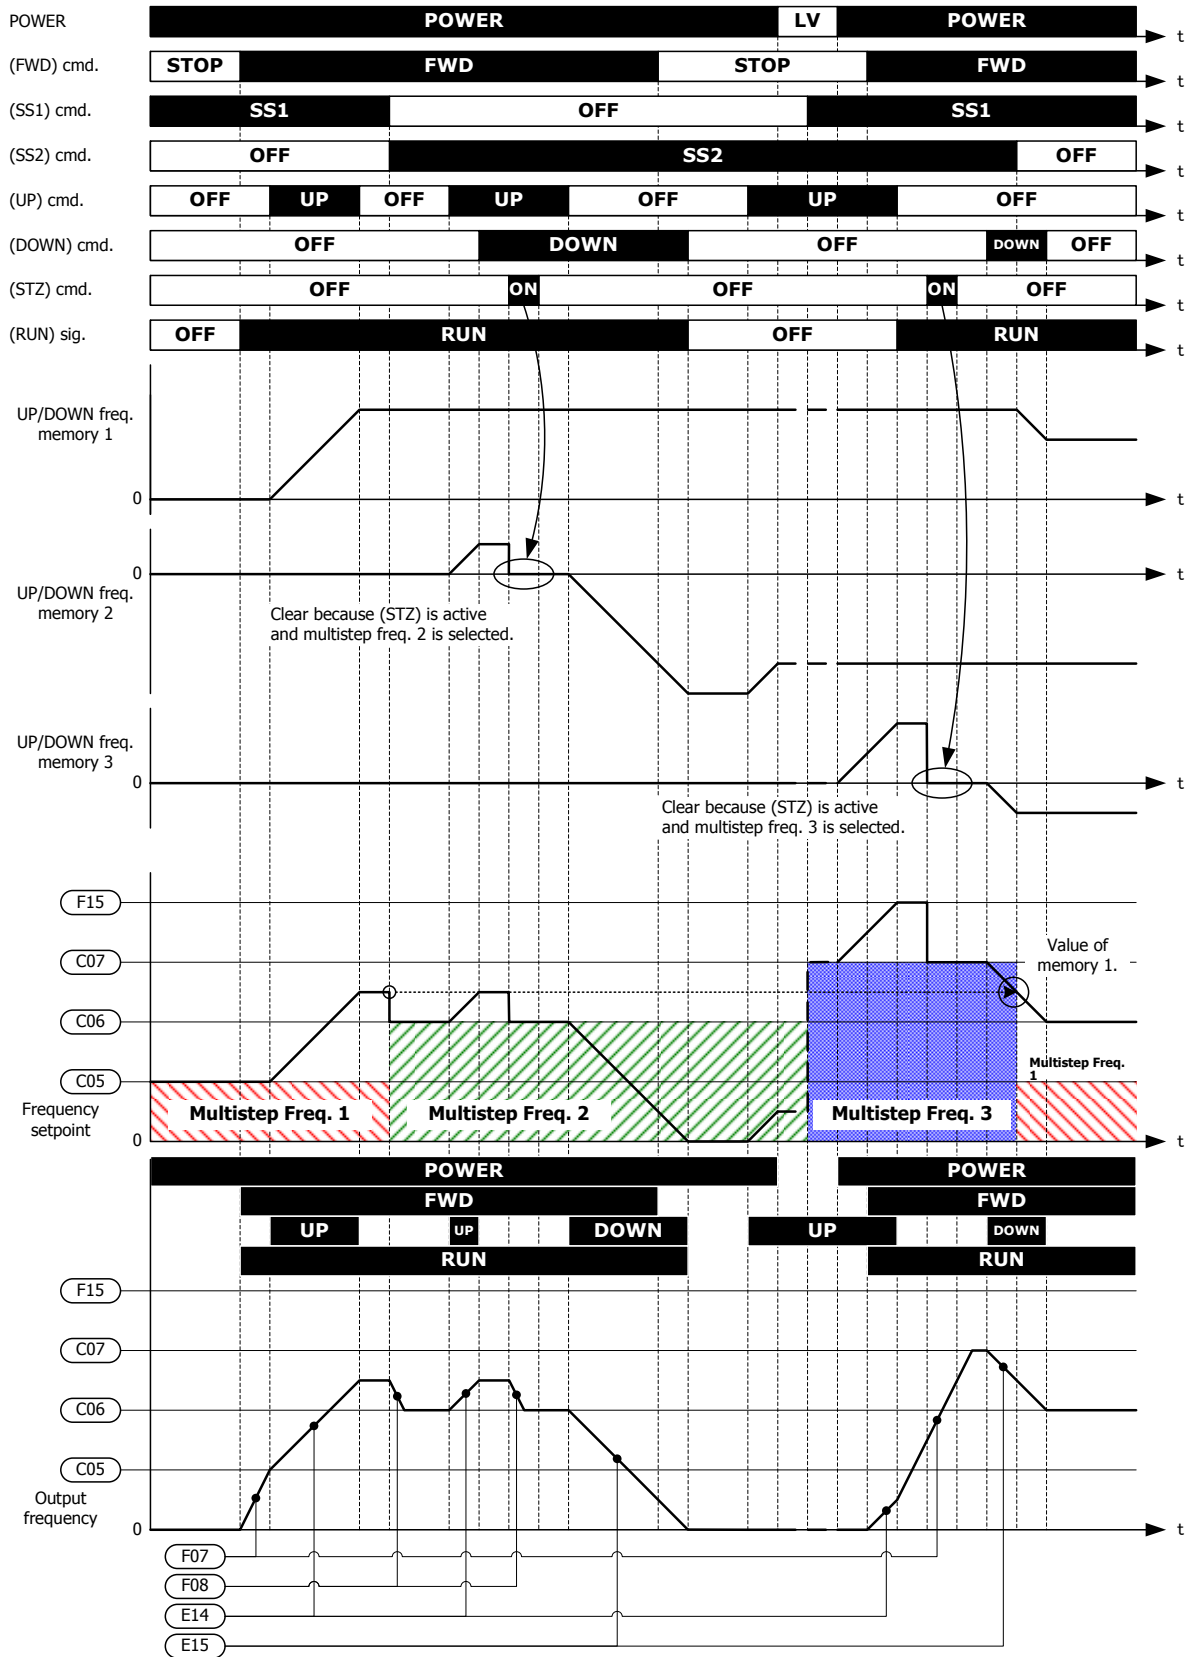 POWER
POWER LV POWER
t
(FWD) cmd.
STOP FWD STOP FWD
t
(SS1) cmd.
SS1 OFF SS1
t
(SS2) cmd.
OFF SS2 OFF
t
(UP) cmd.
OFF UP OFF UP OFF UP OFF
t
(DOWN) cmd.
OFF DOWN OFF DOWN OFF
t
(STZ) cmd.
OFF ON OFF ON OFF
t
(RUN) sig.
OFF RUN OFF RUN
t
UP/DOWN freq.
memory 1
0
t
0
t
UP/DOWN freq.
memory 2
Clear because (STZ) is active
and multistep freq. 2 is selected.
UP/DOWN freq.
memory 3
0
t
Clear because (STZ) is active
and multistep freq. 3 is selected.
F15
C07
Value of
memory 1.
C06
C05
Multistep Freq.
1
Frequency
setpoint
Multistep Freq. 1 Multistep Freq. 2 Multistep Freq. 3
0
t
POWER POWER
FWD FWD
UP UP DOWN UP DOWN
RUN RUN
F15
C07
C06
C05
Output
frequency
0
t
F07
F08
E14
E15